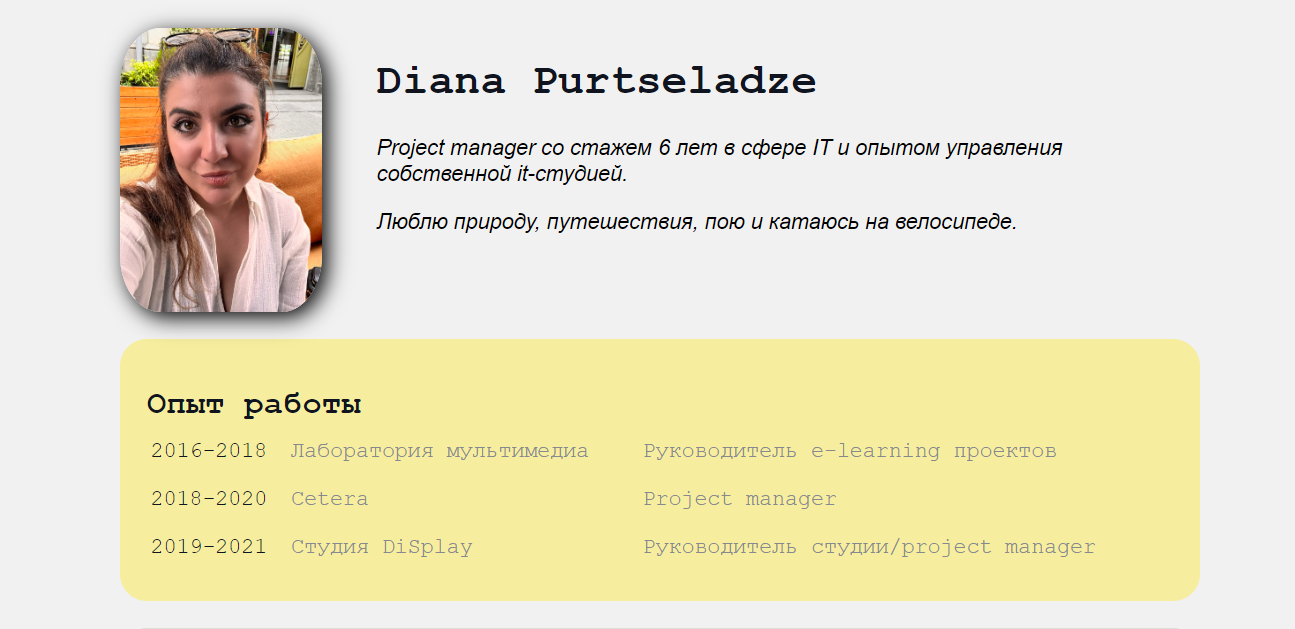 Diana Purtseladze
Project manager со стажем 6 лет в сфере IT и опытом управления
собственной it-студией.
Люблю природу, путешествия, пою и катаюсь на велосипеде.
Опыт работы
2016-2018 Лаборатория мультимедиа Руководитель e-learning проектов
2018-2020 Cetera Project manager
2019-2021 Студия DiSplay Руководитель студии/project manager